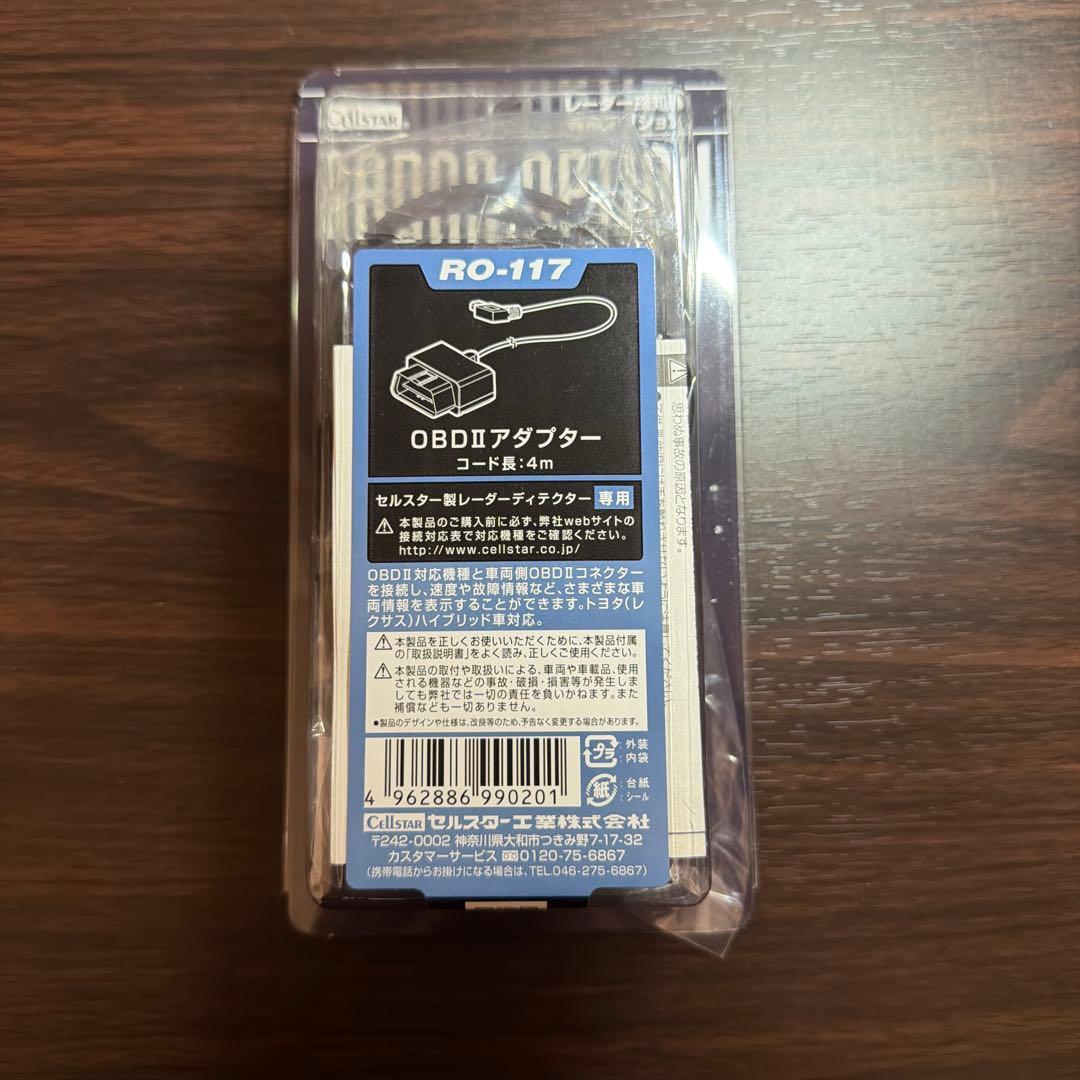 CELLSTAR
RO-117
OBDⅡアダプター
コード長:4m
セルスター製レーダーディテクター 専用
⚠本製品のご購入前に必ず、弊社webサイトの
接続対応表で対応機種をご確認ください。
http://www.cellstar.co.jp/
OBDⅡ対応機種と車両側OBDⅡコネクター
を接続し、速度や故障情報など、さまざまな車
両情報を表示することができます。トヨタ(レ
クサス)ハイブリッド車対応。
⚠本製品を正しくお使いいただくために、本製品付属
の「取扱説明書」をよく読み、正しくご使用ください。
⚠本製品の取付や取扱いによる、車両や車載品、使用
される機器などの事故・破損・損害等が発生しま
しても弊社では一切の責任を負いかねます。また
補償なども一切ありません。
●製品のデザインや仕様は、改良等のため、予告なく変更する場合があります。
4 962886 990201
プラ:外装
:内袋
紙:台紙
:シール
CELLSTAR セルスター工業株式会社
〒242-0002 神奈川県大和市つきみ野7-17-32
カスタマーサービス 0120-75-6867
(携帯電話からお掛けになる場合は、TEL.046-275-6867)
思わぬ事故の原因となります。